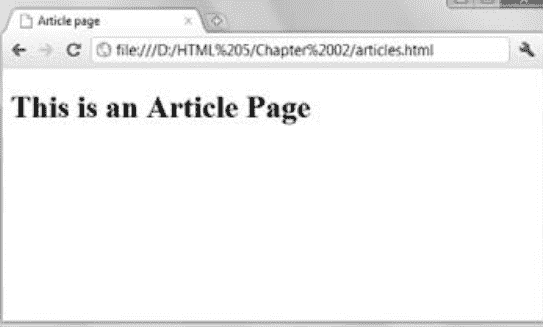 Article page
file:///D:/HTML%205/Chapter%2002/articles.html
This is an Article Page